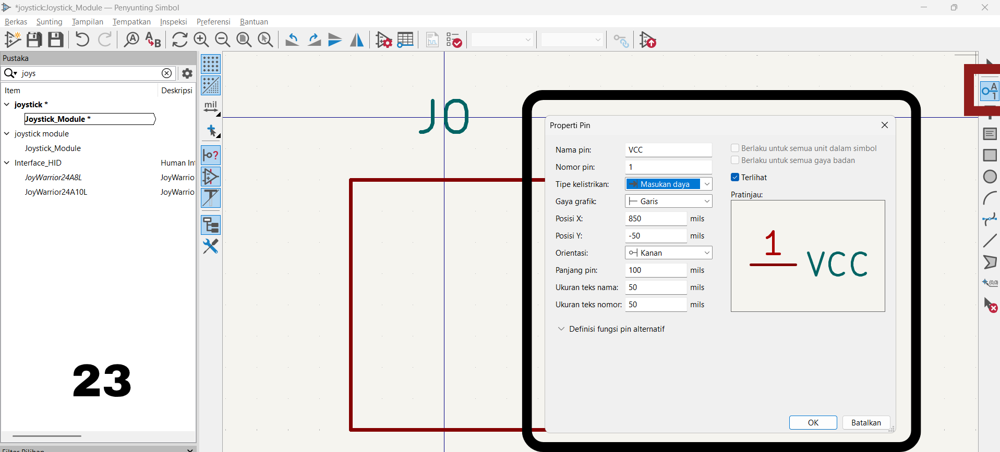 *joystick:Joystick_Module — Penyunting Simbol
Berkas Sunting Tampilan Tempatkan Inspeksi Preferensi Bantuan
Pustaka
joys
Item Deskripsi
joystick *
Joystick_Module *
joystick module
Joystick_Module
Interface_HID Human In
JoyWarrior24A8L JoyWarrio
JoyWarrior24A10L JoyWarrio
23
Filter Pilihan
mil
J0
Properti Pin
Nama pin: VCC
Nomor pin: 1
Tipe kelistrikan: Masukan daya
Gaya grafik: Garis
Posisi X: 850 mils
Posisi Y: -50 mils
Orientasi: Kanan
Panjang pin: 100 mils
Ukuran teks nama: 50 mils
Ukuran teks nomor: 50 mils
Definisi fungsi pin alternatif
Berlaku untuk semua unit dalam simbol
Berlaku untuk semua gaya badan
Terlihat
Pratinjau:
1
VCC
OK Batalkan
A
1
(0,0)